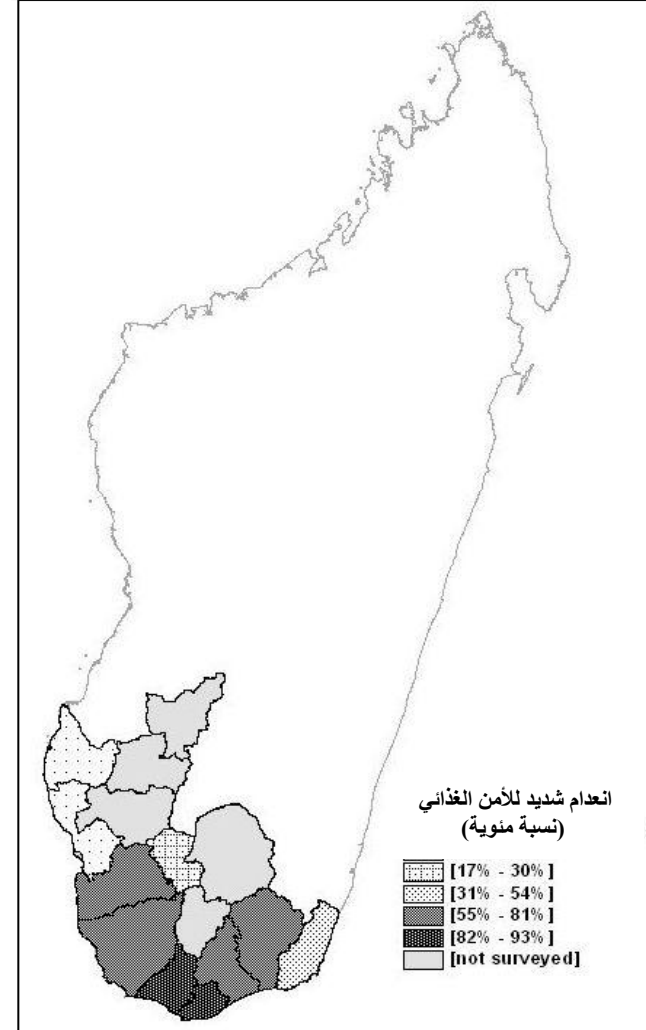 انعدام شديد للأمن الغذائي
(نسبة مئوية)
[17% - 30%]
[31% - 54%]
[55% - 81%]
[82% - 93%]
[not surveyed]